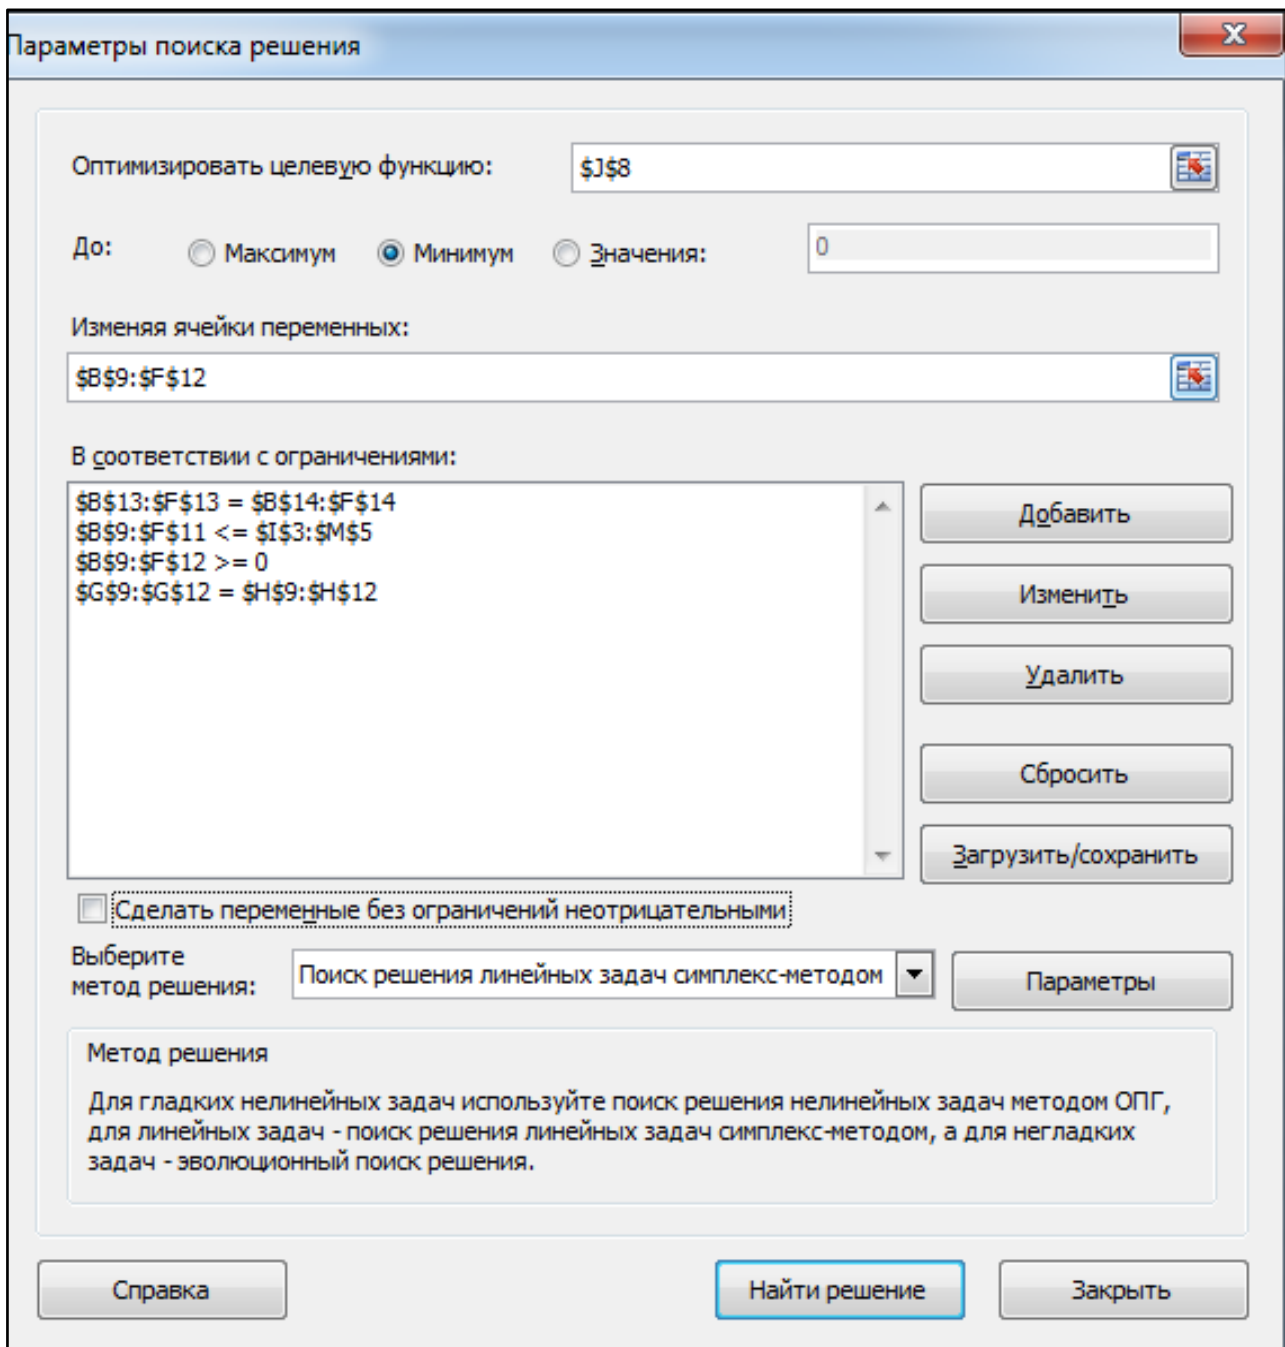 Параметры поиска решения
Оптимизировать целевую функцию: $J$8
До: Максимум Минимум Значения: 0
Изменяя ячейки переменных:
$B$9:$F$12
В соответствии с ограничениями:
$B$13:$F$13 = $B$14:$F$14
$B$9:$F$11 <= $I$3:$M$5
$B$9:$F$12 >= 0
$G$9:$G$12 = $H$9:$H$12
Добавить
Изменить
Удалить
Сбросить
Загрузить/сохранить
Сделать переменные без ограничений неотрицательными
Выберите
метод решения:
Поиск решения линейных задач симплекс-методом
Параметры
Метод решения
Для гладких нелинейных задач используйте поиск решения нелинейных задач методом ОПГ,
для линейных задач - поиск решения линейных задач симплекс-методом, а для негладких
задач - эволюционный поиск решения.
Справка
Найти решение
Закрыть